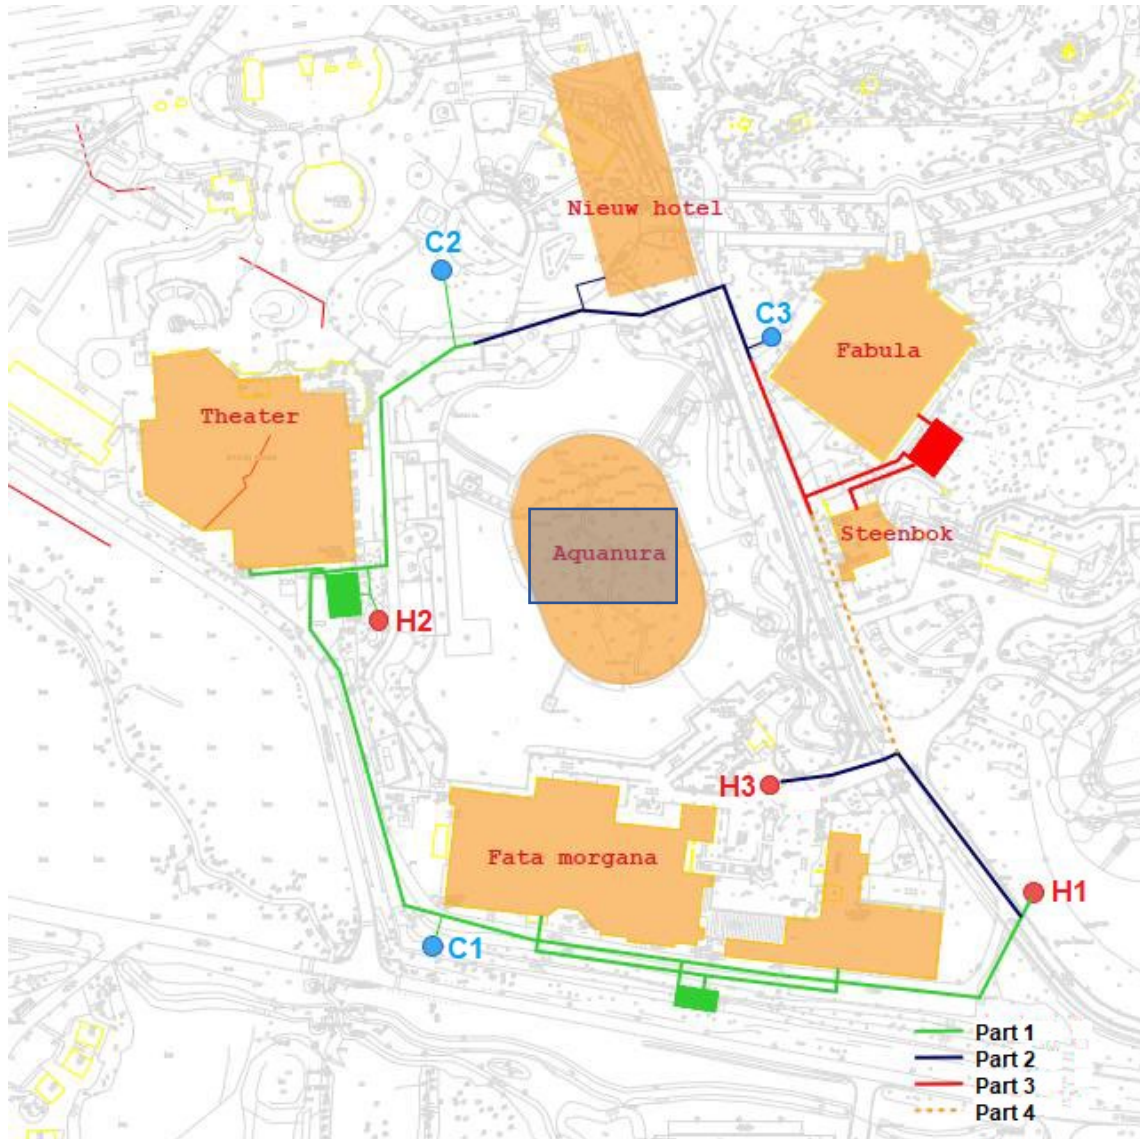 Nieuw hotel
C2
C3
Fabula
Theater
Steenbok
Aquanura
H2
H3
Fata morgana
H1
C1
Part 1
Part 2
Part 3
Part 4